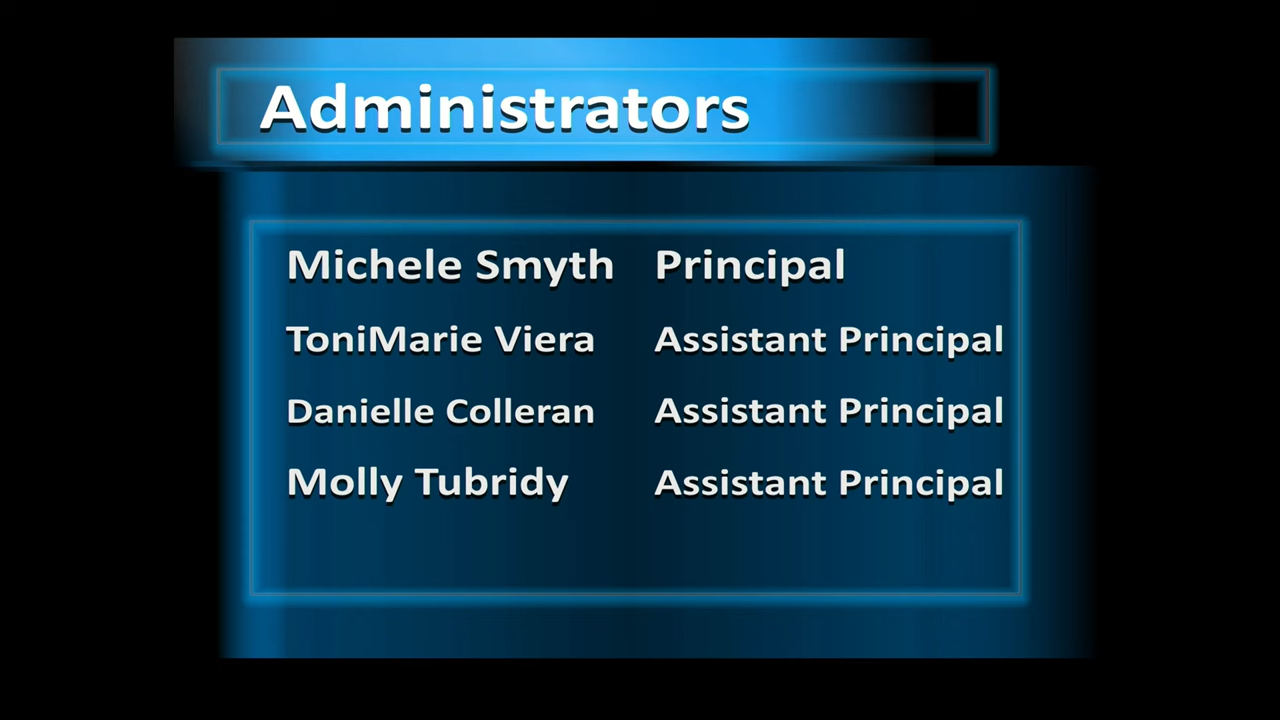 Administrators
Michele Smyth Principal
ToniMarie Viera Assistant Principal
Danielle Colleran Assistant Principal
Molly Tubridy Assistant Principal